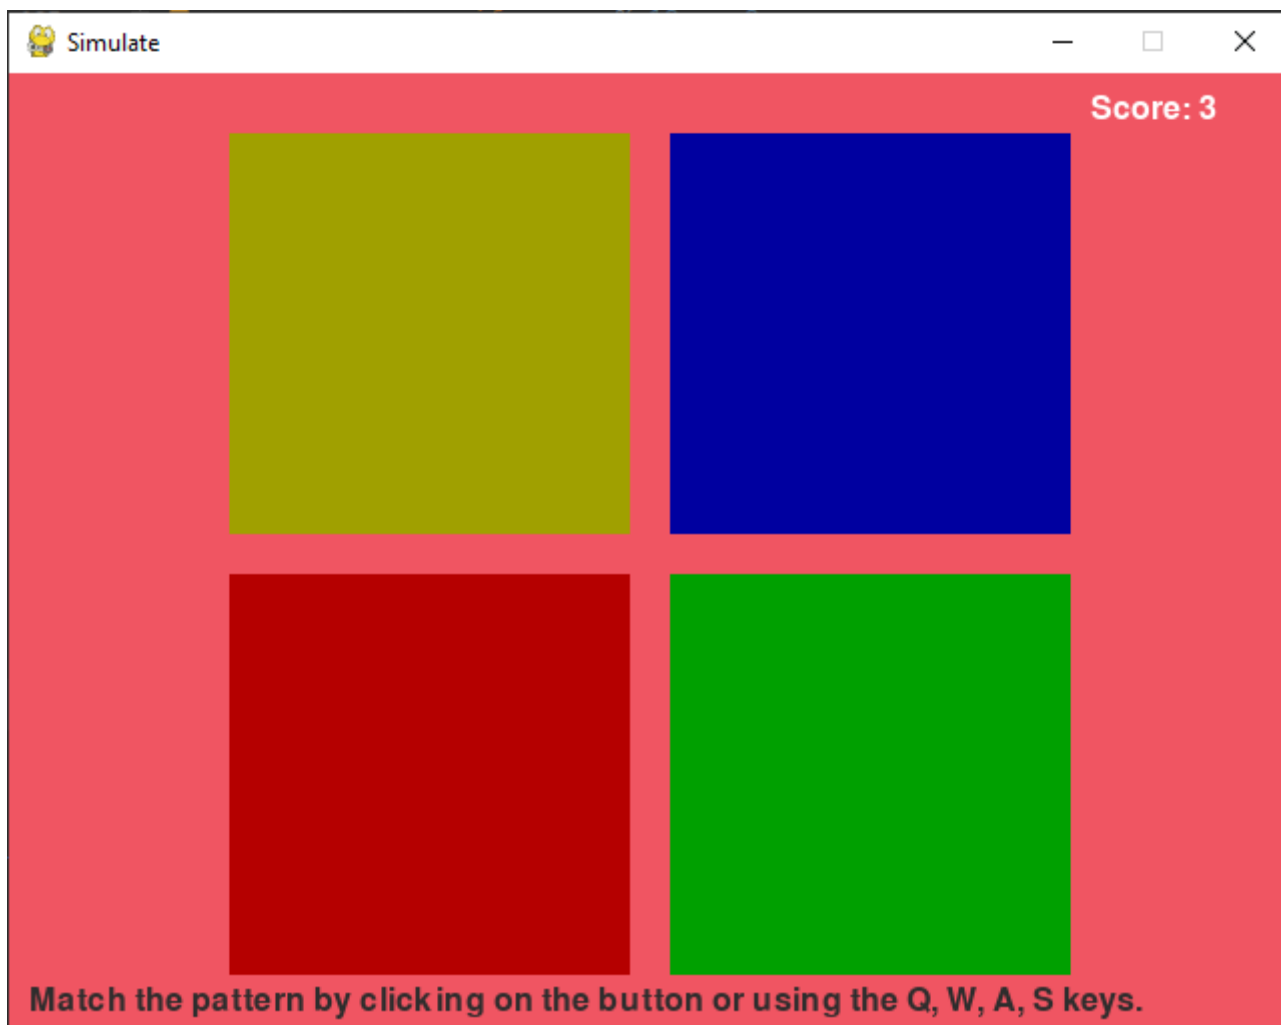 Simulate
Score: 3
Match the pattern by clicking on the button or using the Q, W, A, S keys.